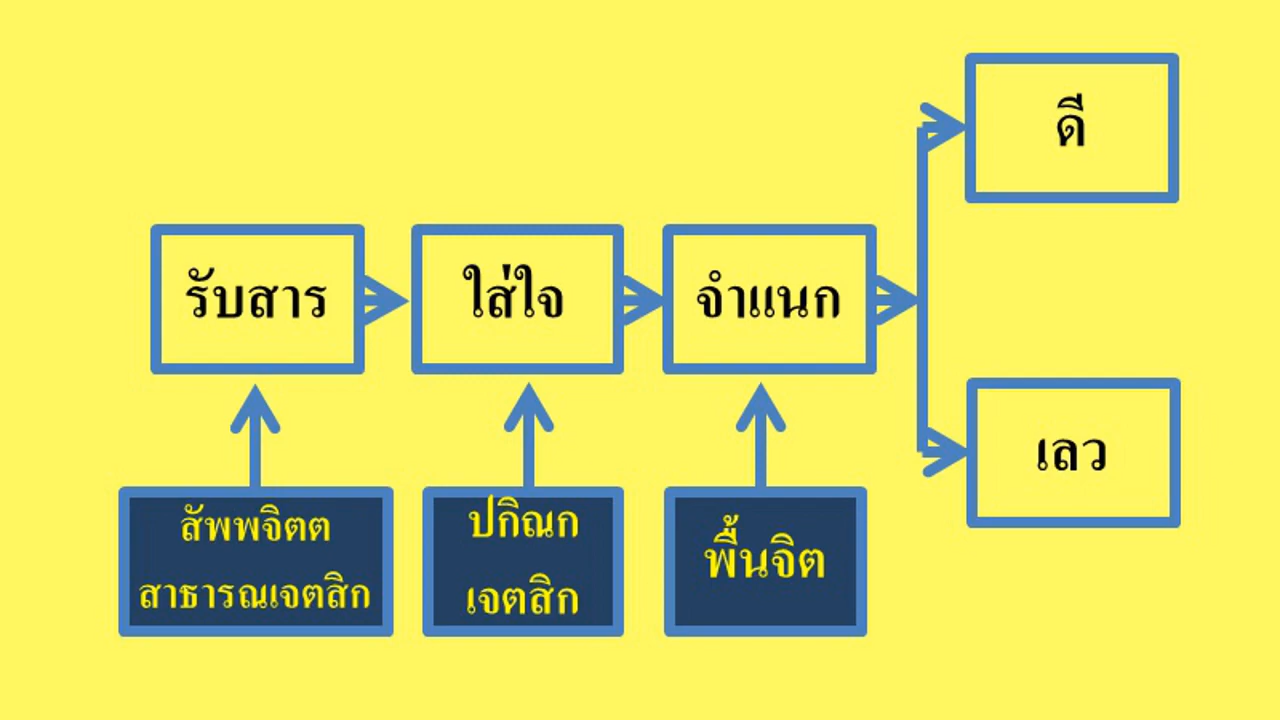 ดี
รับสาร
ใส่ใจ
จำแนก
เลว
สัพพจิตต
สาธารณเจตสิก
ปกิณก
เจตสิก
พื้นจิต